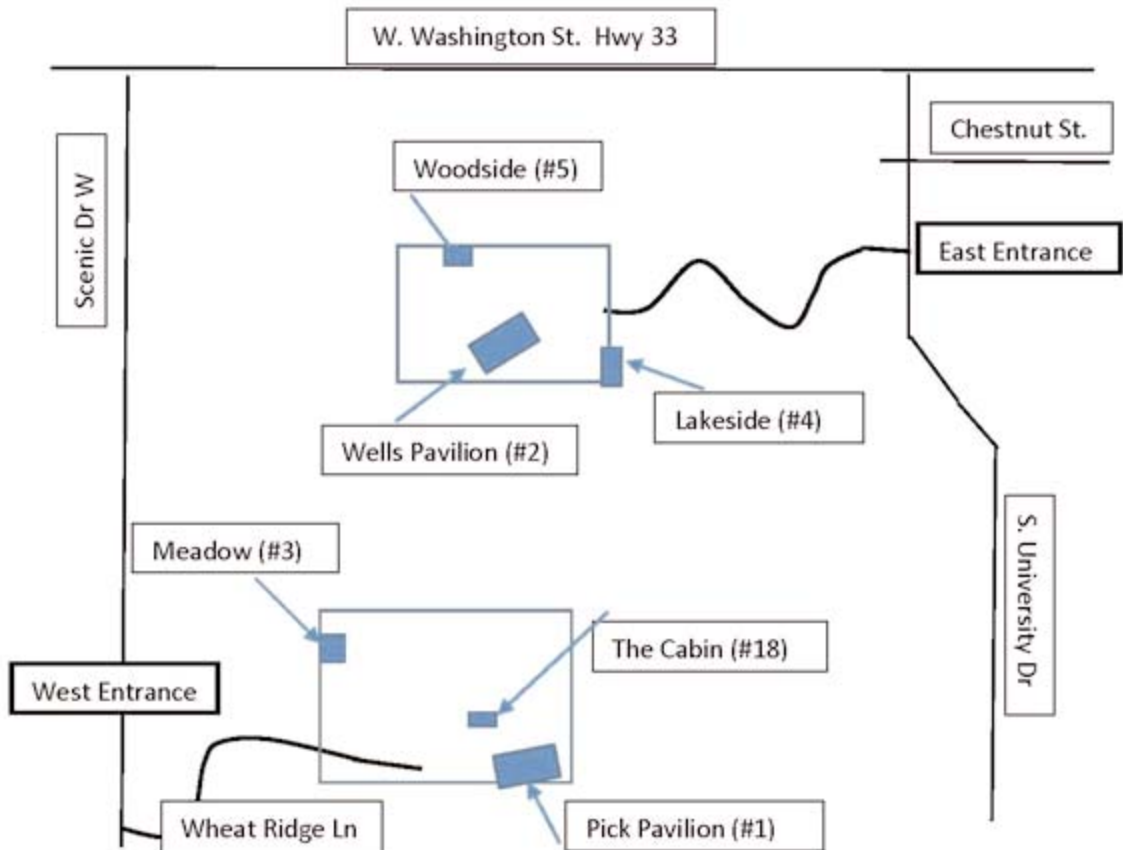 W. Washington St.  Hwy 33
Chestnut St.
Scenic Dr W
Woodside (#5)
East Entrance
Lakeside (#4)
Wells Pavilion (#2)
S. University Dr
Meadow (#3)
The Cabin (#18)
West Entrance
Wheat Ridge Ln
Pick Pavilion (#1)